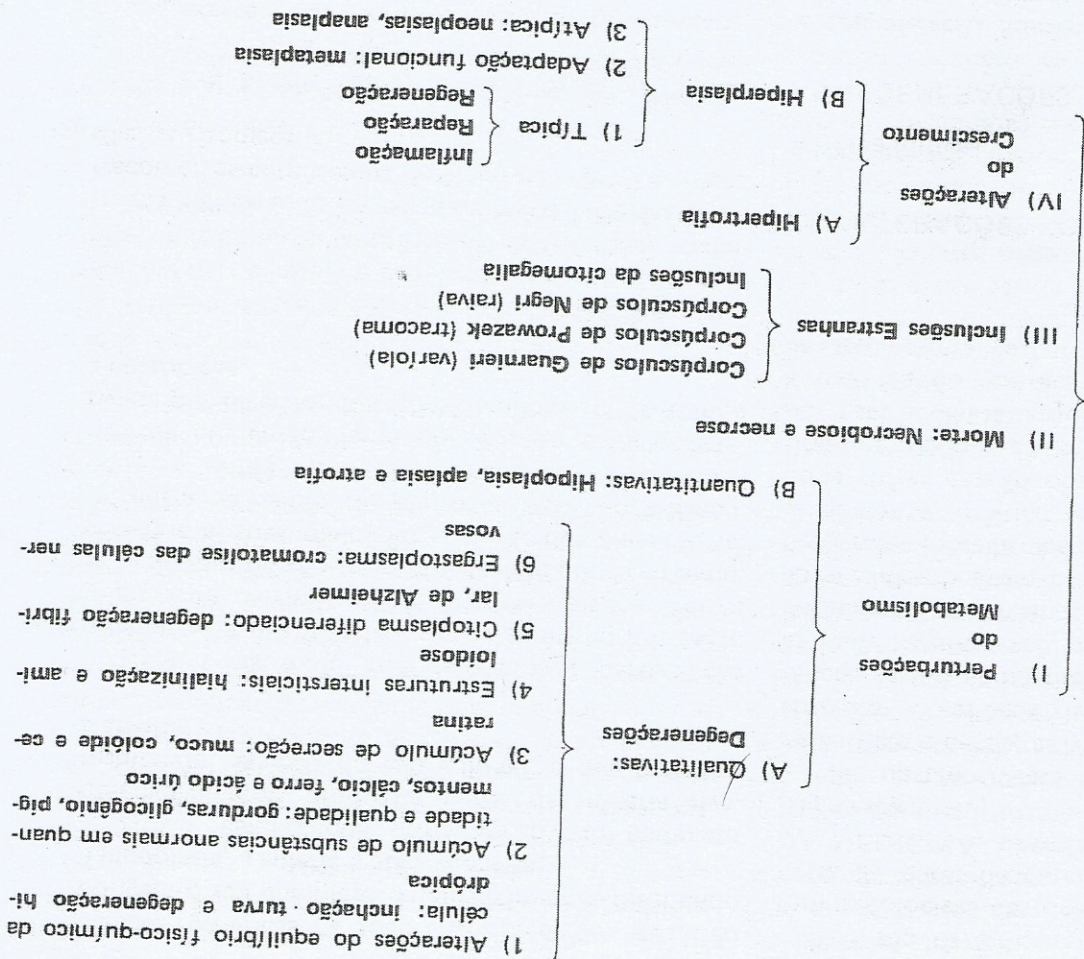 1) Alterações do equilíbrio físico-químico da
célula: inchação turva e degeneração hi-
drópica
2) Acúmulo de substâncias anormais em quan-
tidade e qualidade: gorduras, glicogênio, pig-
mentos, cálcio, ferro e ácido úrico
3) Acúmulo de secreção: muco, colóide e ce-
ratina
4) Estruturas intersticiais: hialinização e ami-
loidose
5) Citoplasma diferenciado: degeneração fibri-
lar, de Alzheimer
6) Ergastoplasma: cromatolise das células ner-
vosas
A) Qualitativas:
Degenerações
I) Perturbações
do
Metabolismo
B) Quantitativas: Hipoplasia, aplasia e atrofia
II) Morte: Necrobiose e necrose
III) Inclusões Estranhas
Corpúsculos de Guarnieri (varíola)
Corpúsculos de Prowazek (tracoma)
Corpúsculos de Negri (raiva)
Inclusões da citomegalia
IV) Alterações
do
Crescimento
A) Hipertrofia
B) Hiperplasia
1) Típica
Inflamação
Reparação
Regeneração
2) Adaptação funcional: metaplasia
3) Atípica: neoplasias, anaplasia